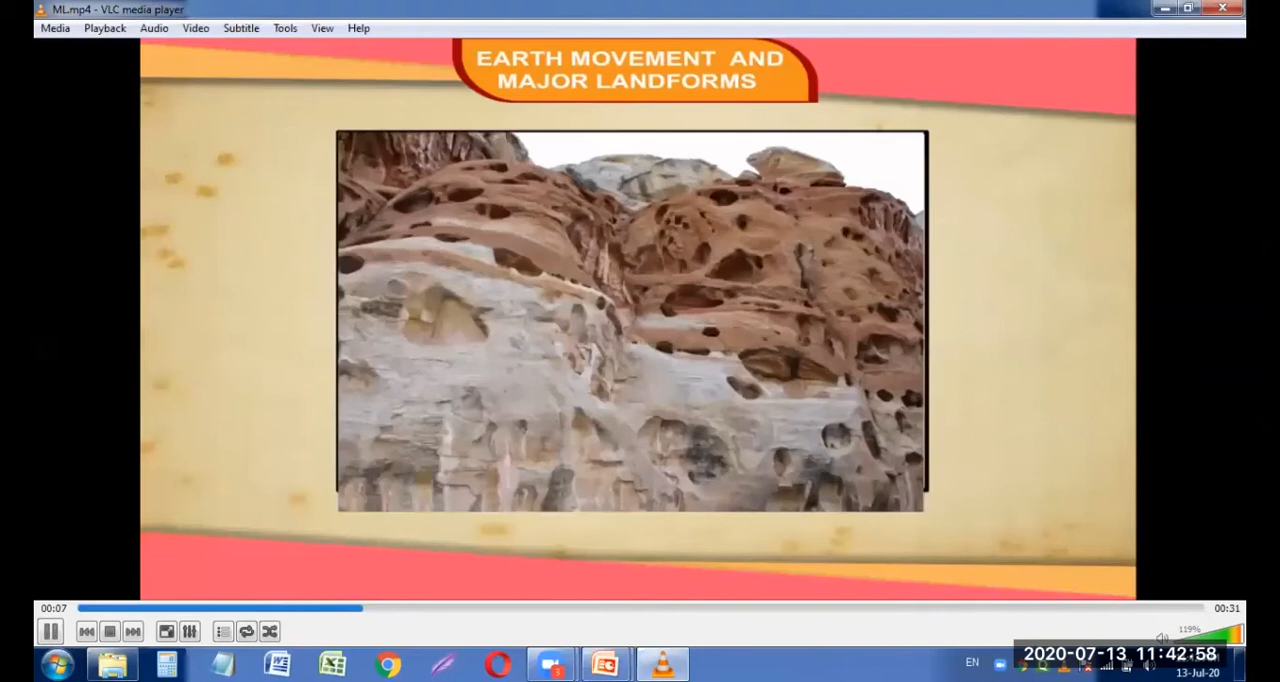 ML.mp4 - VLC media player
Media Playback Audio Video Subtitle Tools View Help
EARTH MOVEMENT AND
MAJOR LANDFORMS
00:07
00:31
119%
EN
2020-07-13 11:42:58
13-Jul-20